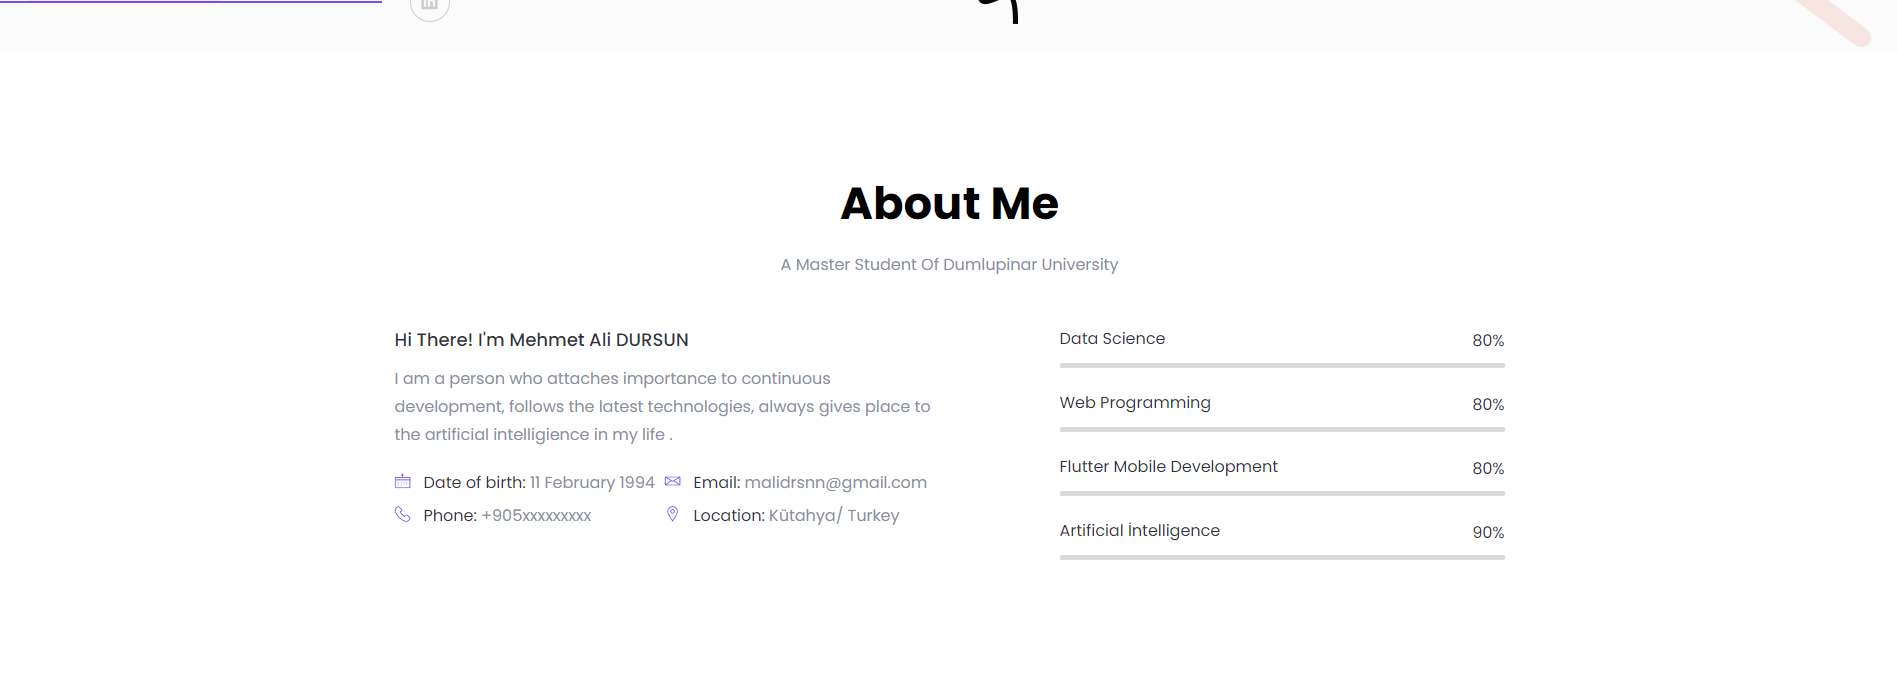 About Me
A Master Student Of Dumlupinar University
Hi There! I'm Mehmet Ali DURSUN
I am a person who attaches importance to continuous
development, follows the latest technologies, always gives place to
the artificial intelligience in my life .
Date of birth: 11 February 1994
Email: malidrsnn@gmail.com
Phone: +905xxxxxxxxx
Location: Kütahya/ Turkey
Data Science 80%
Web Programming 80%
Flutter Mobile Development 80%
Artificial İntelligence 90%